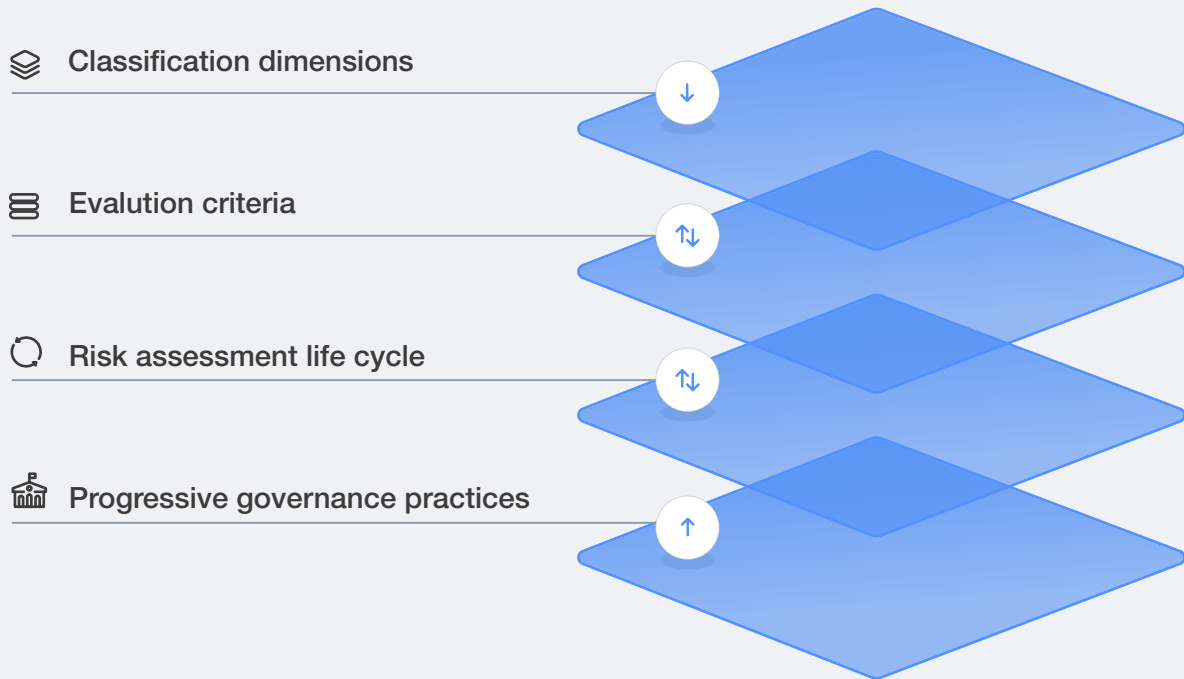 Classification dimensions
Evalution criteria
Risk assessment life cycle
Progressive governance practices